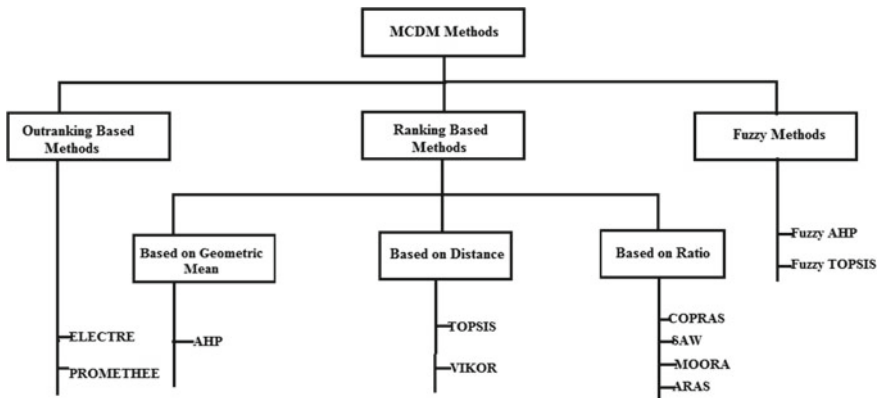 MCDM Methods
Outranking Based
Methods
Ranking Based
Methods
Fuzzy Methods
Based on Geometric
Mean
Based on Distance
Based on Ratio
Fuzzy AHP
Fuzzy TOPSIS
ELECTRE
PROMETHEE
AHP
TOPSIS
VIKOR
COPRAS
SAW
MOORA
ARAS